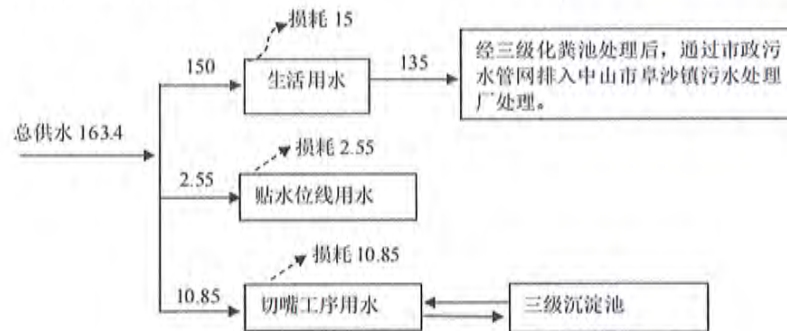 损耗 15
150
生活用水
135
经三级化粪池处理后，通过市政污
水管网排入中山市阜沙镇污水处理
厂处理。
总供水 163.4
损耗 2.55
2.55
贴水位线用水
损耗 10.85
10.85
切嘴工序用水
三级沉淀池